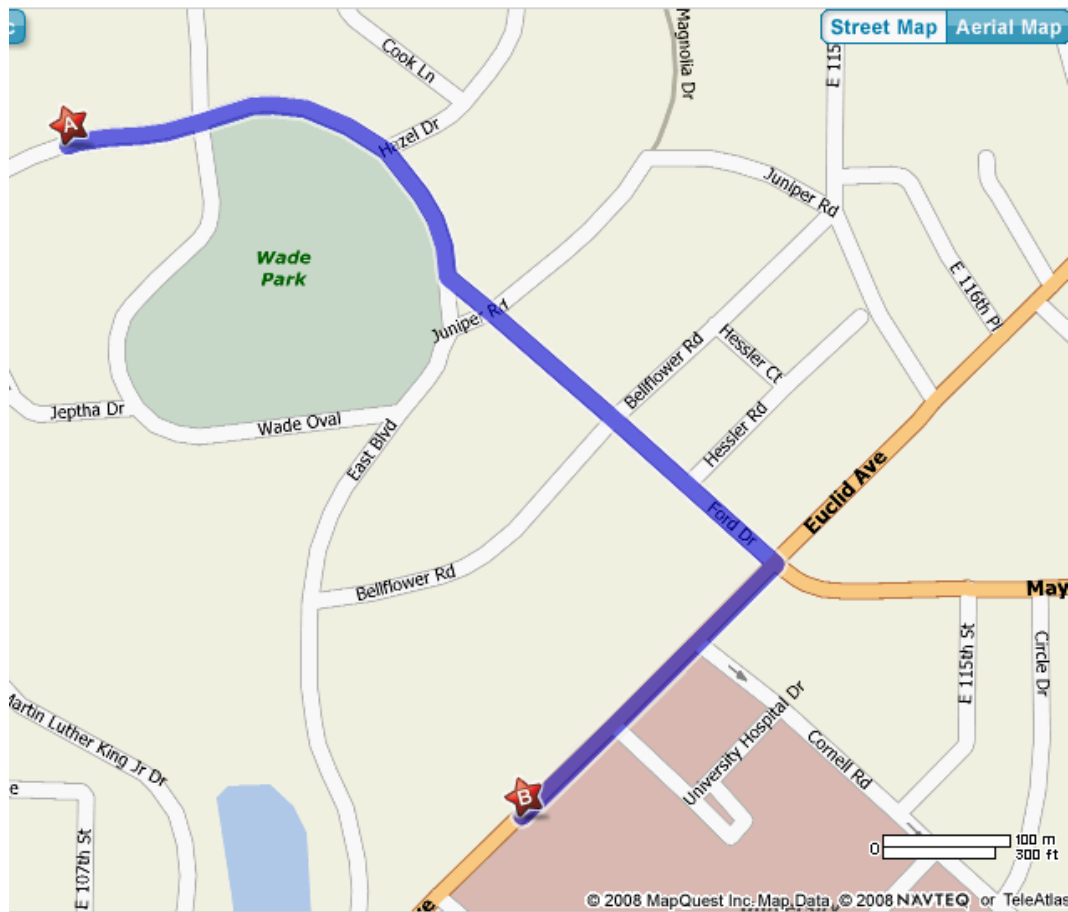 c
Street Map
Aerial Map
Magnolia Dr
E 115
Cook Ln
A
Hazel Dr
Juniper Rd
Wade
Park
E 116th Pl
Juniper Rd
Bellflower Rd
Hessler Ct
Jeptha Dr
Wade Oval
Hessler Rd
East Blvd
Euclid Ave
Ford Dr
Bellflower Rd
May
E 115th St
Circle Dr
Martin Luther King Jr Dr
University Hospital Dr
Cornell Rd
e
B
E 107th St
0
100 m
300 ft
ve
© 2008 MapQuest Inc. Map Data © 2008 NAVTEQ or TeleAtlas